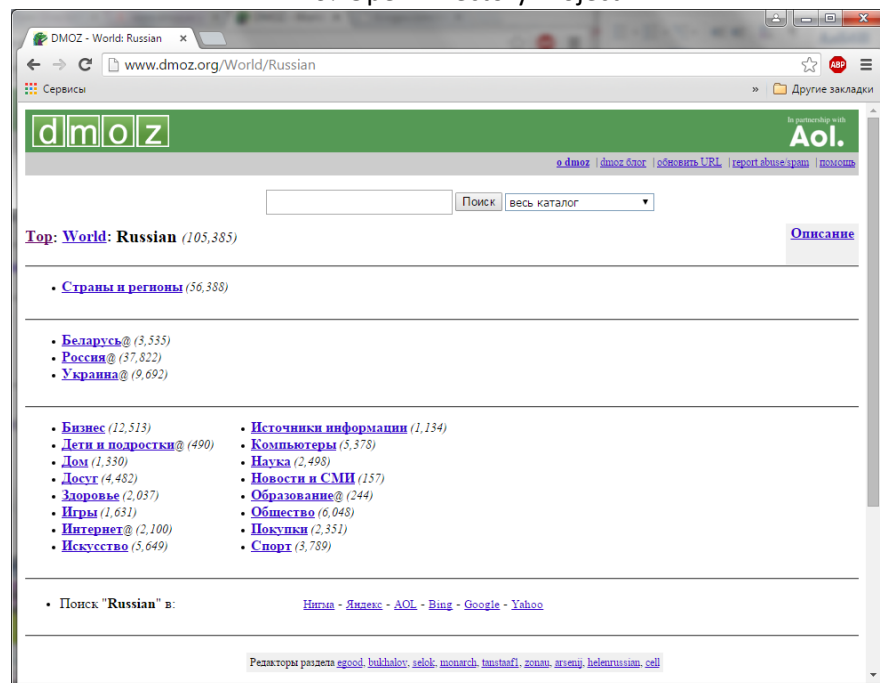 DMOZ - World: Russian
www.dmoz.org/World/Russian
ABP
Сервисы
» Другие закладки
dmoz
In partnership with
Aol.
o dmoz | dmoz блог | обновить URL | report abuse/spam | помощь
Поиск весь каталог
Top: World: Russian (105,385)
Описание
• Страны и регионы (56,388)
• Беларусь@ (3,535)
• Россия@ (37,822)
• Украина@ (9,692)
• Бизнес (12,513)
• Дети и подростки@ (490)
• Дом (1,330)
• Досуг (4,482)
• Здоровье (2,037)
• Игры (1,631)
• Интернет@ (2,100)
• Искусство (5,649)
• Источники информации (1,134)
• Компьютеры (5,378)
• Наука (2,498)
• Новости и СМИ (157)
• Образование@ (244)
• Общество (6,048)
• Покупки (2,351)
• Спорт (3,789)
• Поиск "Russian" в:
Нигма - Яндекс - AOL - Bing - Google - Yahoo
Редакторы раздела egood, bukhalov, selok, monarch, tanstaafl, zonau, arsenij, helenrussian, cell